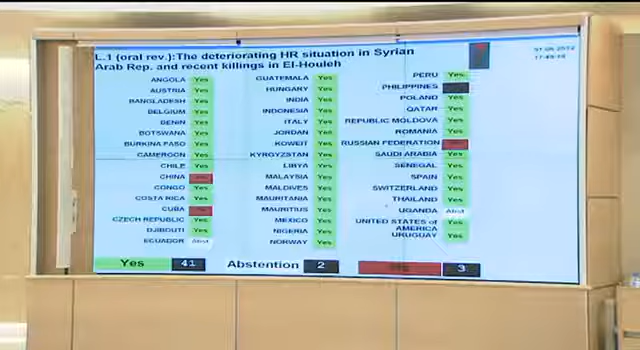 L.1 (oral rev.):The deteriorating HR situation in Syrian
Arab Rep. and recent killings in El-Houleh
01.06.2012
ANGOLA Yes
AUSTRIA Yes
BANGLADESH Yes
BELGIUM Yes
BENIN Yes
BOTSWANA Yes
BURKINA FASO Yes
CAMEROON Yes
CHILE Yes
CHINA
CONGO Yes
COSTA RICA Yes
CUBA
CZECH REPUBLIC Yes
DJIBOUTI Yes
ECUADOR Abst
GUATEMALA Yes
HUNGARY Yes
INDIA Yes
INDONESIA Yes
ITALY Yes
JORDAN Yes
KUWEIT Yes
KYRGYZSTAN Yes
LIBYA Yes
MALAYSIA Yes
MALDIVES Yes
MAURITANIA Yes
MAURITIUS Yes
MEXICO Yes
NIGERIA Yes
NORWAY Yes
PERU Yes
PHILIPPINES
POLAND Yes
QATAR Yes
REPUBLIC MOLDOVA Yes
ROMANIA Yes
RUSSIAN FEDERATION
SAUDI ARABIA Yes
SENEGAL Yes
SPAIN Yes
SWITZERLAND Yes
THAILAND Yes
UGANDA Abst
UNITED STATES of Yes
AMERICA
URUGUAY Yes
Yes 41 Abstention 2 No 3